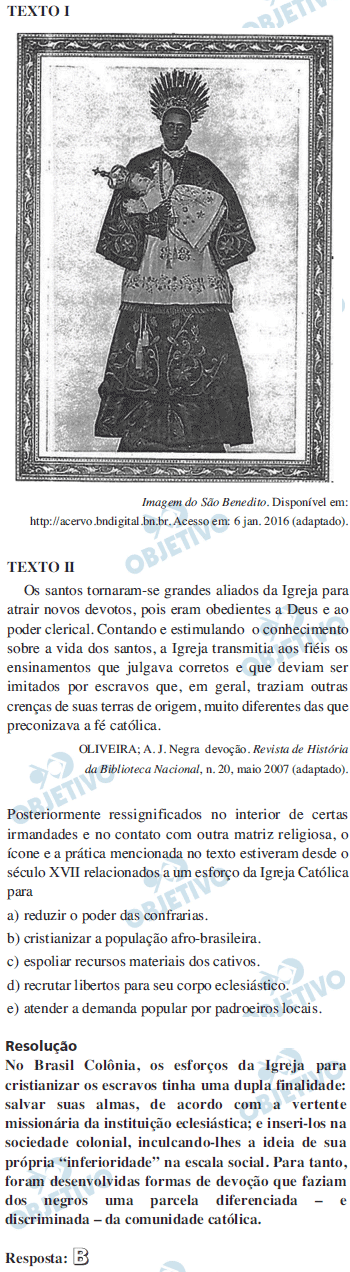 TEXTO I
Imagem do São Benedito. Disponível em:
http://acervo.bndigital.bn.br. Acesso em: 6 jan. 2016 (adaptado).
TEXTO II
Os santos tornaram-se grandes aliados da Igreja para
atrair novos devotos, pois eram obedientes a Deus e ao
poder clerical. Contando e estimulando o conhecimento
sobre a vida dos santos, a Igreja transmitia aos fiéis os
ensinamentos que julgava corretos e que deviam ser
imitados por escravos que, em geral, traziam outras
crenças de suas terras de origem, muito diferentes das que
preconizava a fé católica.
OLIVEIRA; A. J. Negra devoção. Revista de História
da Biblioteca Nacional, n. 20, maio 2007 (adaptado).
Posteriormente ressignificados no interior de certas
irmandades e no contato com outra matriz religiosa, o
ícone e a prática mencionada no texto estiveram desde o
século XVII relacionados a um esforço da Igreja Católica
para
a) reduzir o poder das confrarias.
b) cristianizar a população afro-brasileira.
c) espoliar recursos materiais dos cativos.
d) recrutar libertos para seu corpo eclesiástico.
e) atender a demanda popular por padroeiros locais.
Resolução
No Brasil Colônia, os esforços da Igreja para
cristianizar os escravos tinha uma dupla finalidade:
salvar suas almas, de acordo com a vertente
missionária da instituição eclesiástica; e inseri-los na
sociedade colonial, inculcando-lhes a ideia de sua
própria “inferioridade” na escala social. Para tanto,
foram desenvolvidas formas de devoção que faziam
dos negros uma parcela diferenciada – e
discriminada – da comunidade católica.
Resposta: B
OBJETIVO
OBJETIVO
OBJETIVO
OBJETIVO
OBJETIVO
OBJETIVO
OBJETIVO
OBJETIVO